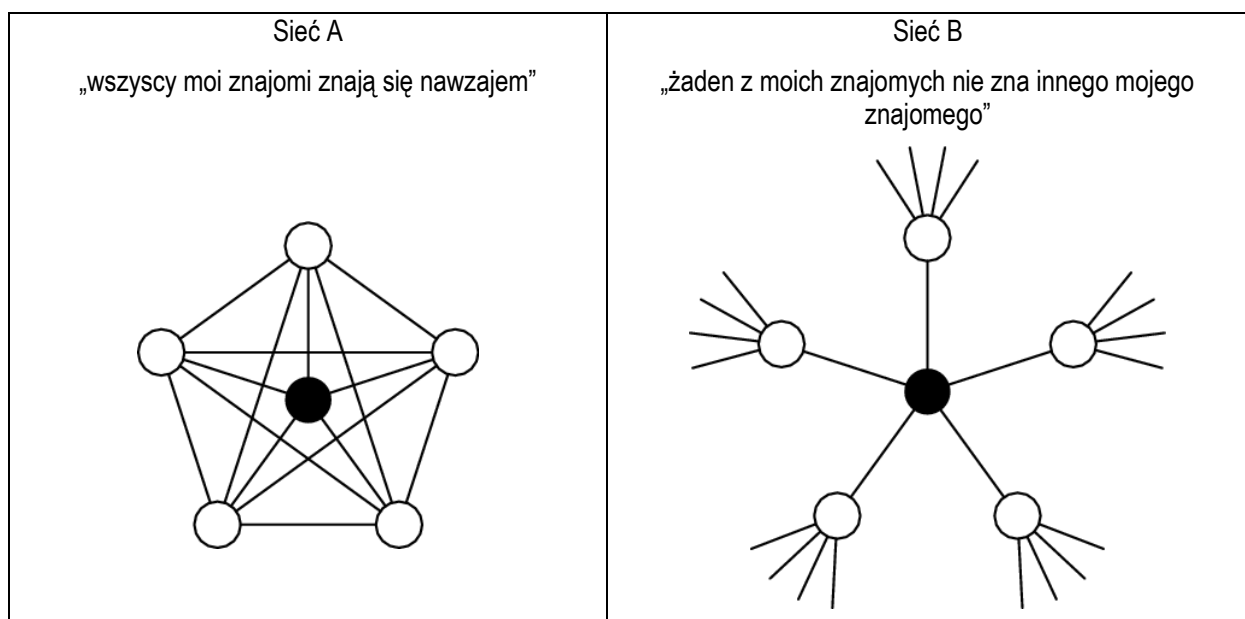 Sieć A
„wszyscy moi znajomi znają się nawzajem”
Sieć B
„żaden z moich znajomych nie zna innego mojego
znajomego”